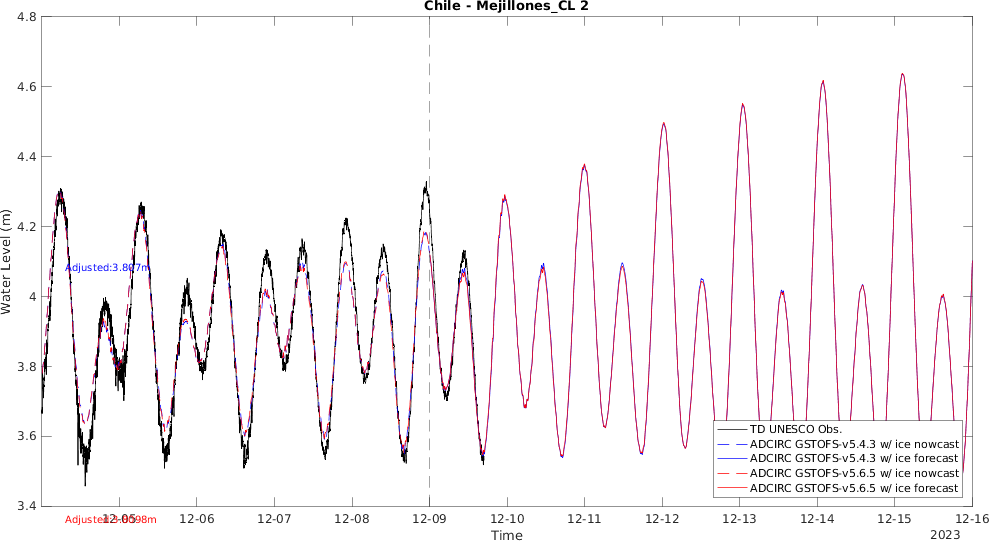 Chile - Mejillones_CL 2
4.8
4.6
4.4
4.2
4
3.8
3.6
3.4
Water Level (m)
Adjusted:3.807m
TD UNESCO Obs.
ADCIRC GSTOFS-v5.4.3 w/ ice nowcast
ADCIRC GSTOFS-v5.4.3 w/ ice forecast
ADCIRC GSTOFS-v5.6.5 w/ ice nowcast
ADCIRC GSTOFS-v5.6.5 w/ ice forecast
12-05 12-06 12-07 12-08 12-09 12-10 12-11 12-12 12-13 12-14 12-15 12-16
Time
2023